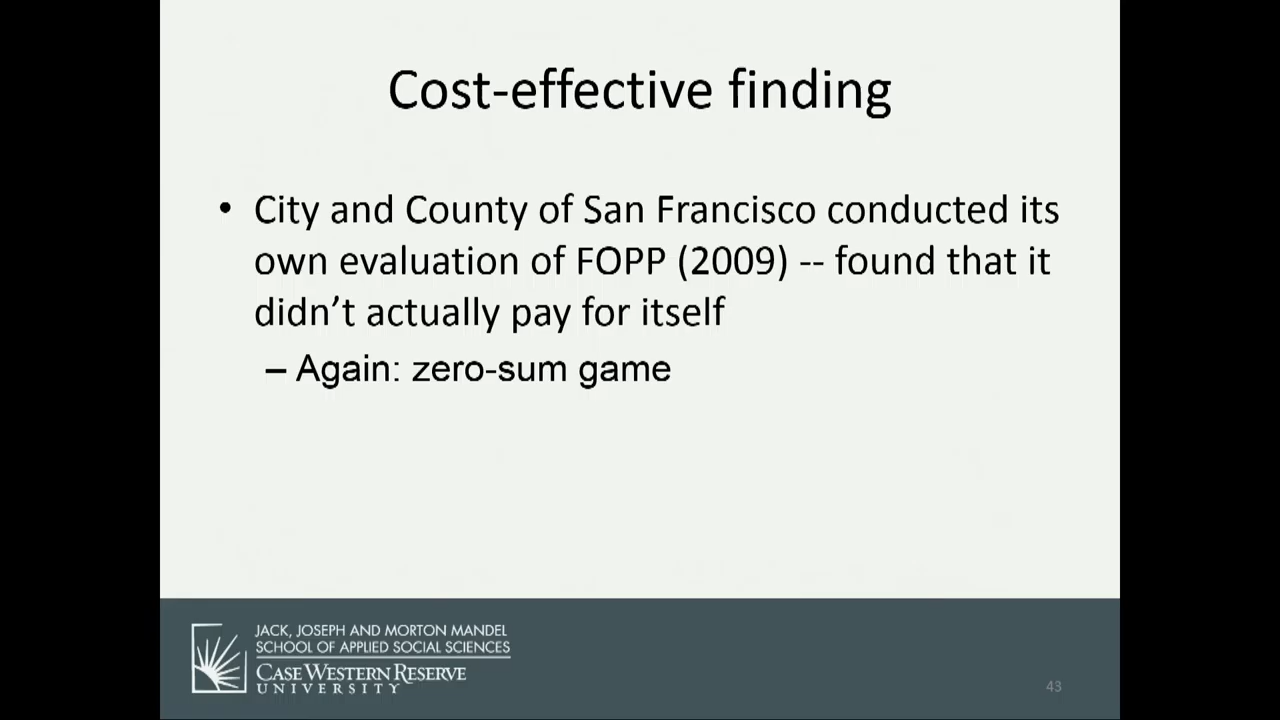 Cost-effective finding
• City and County of San Francisco conducted its
own evaluation of FOPP (2009) -- found that it
didn’t actually pay for itself
– Again: zero-sum game
JACK, JOSEPH AND MORTON MANDEL
SCHOOL OF APPLIED SOCIAL SCIENCES
CASE WESTERN RESERVE
UNIVERSITY
43